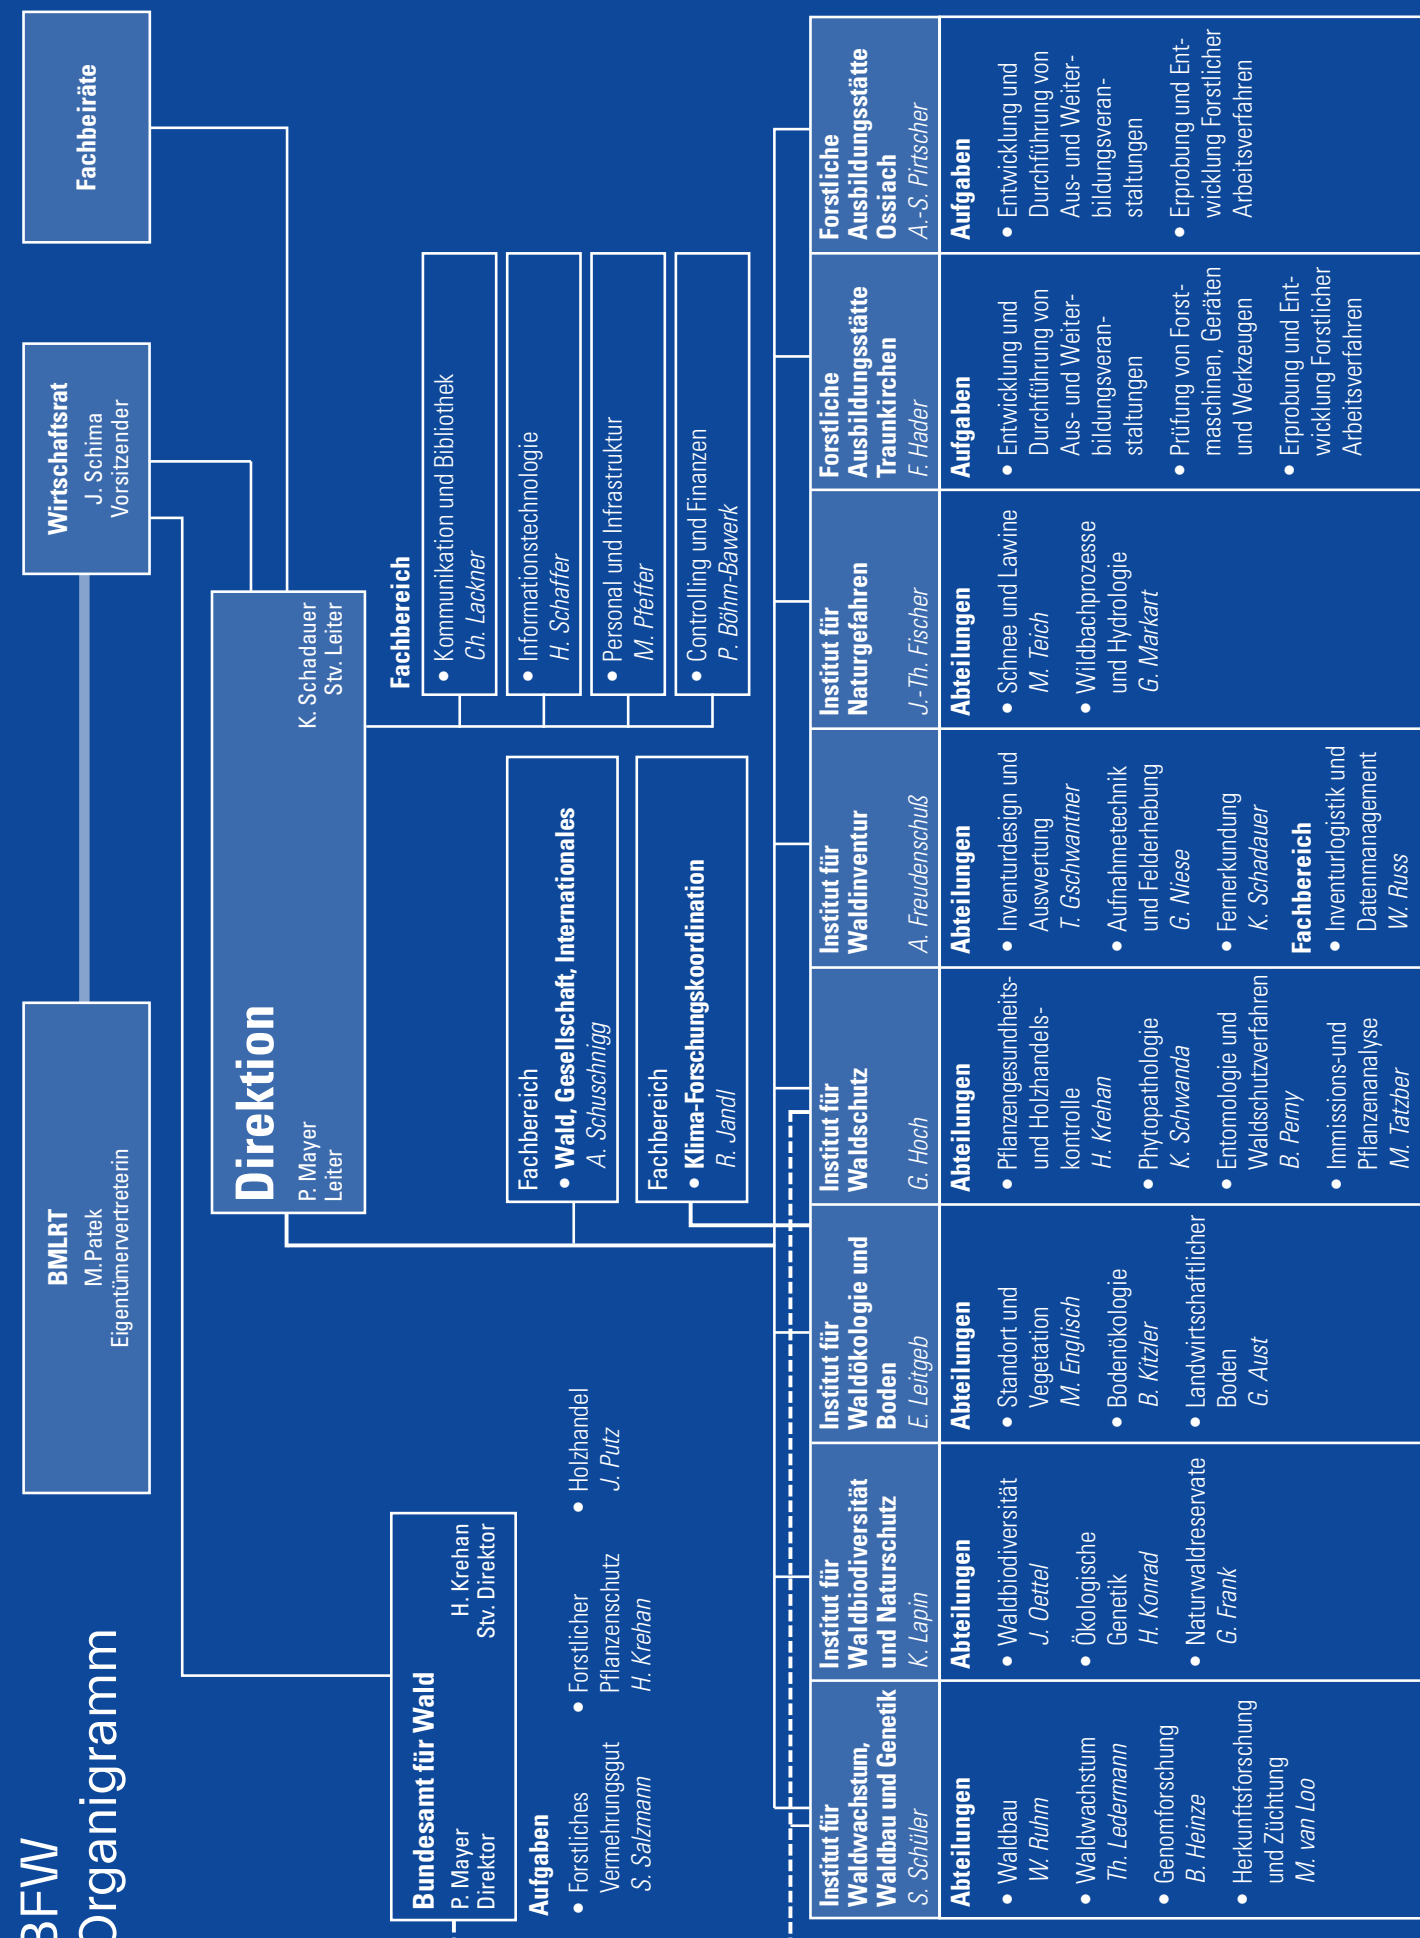 BFW
Organigramm
BMLRT
M.Patek
Eigentümervertreterin
Wirtschaftsrat
J. Schima
Vorsitzender
Fachbeiräte
Direktion
P. Mayer
Leiter
K. Schadauer
Stv. Leiter
Bundesamt für Wald
P. Mayer
Direktor
H. Krehan
Stv. Direktor
Aufgaben
• Forstliches
Vermehrungsgut
S. Salzmann
• Forstlicher
Pflanzenschutz
H. Krehan
• Holzhandel
J. Putz
Fachbereich
• Wald, Gesellschaft, Internationales
A. Schuschnigg
Fachbereich
• Klima-Forschungskoordination
R. Jandl
Fachbereich
• Kommunikation und Bibliothek
Ch. Lackner
• Informationstechnologie
H. Schaffer
• Personal und Infrastruktur
M. Pfeffer
• Controlling und Finanzen
P. Böhm-Bawerk
Institut für
Waldwachstum,
Waldbau und Genetik
S. Schüler
Abteilungen
• Waldbau
W. Ruhm
• Waldwachstum
Th. Ledermann
• Genomforschung
B. Heinze
• Herkunftsforschung
und Züchtung
M. van Loo
Institut für
Waldbiodiversität
und Naturschutz
K. Lapin
Abteilungen
• Waldbiodiversität
J. Oettel
• Ökologische
Genetik
H. Konrad
• Naturwaldreservate
G. Frank
Institut für
Waldökologie und
Boden
E. Leitgeb
Abteilungen
• Standort und
Vegetation
M. Englisch
• Bodenökologie
B. Kitzler
• Landwirtschaftlicher
Boden
G. Aust
Institut für
Waldschutz
G. Hoch
Abteilungen
• Pflanzengesundheits-
und Holzhandels-
kontrolle
H. Krehan
• Phytopathologie
K. Schwanda
• Entomologie und
Waldschutzverfahren
B. Perny
• Immissions-und
Pflanzenanalyse
M. Tatzber
Institut für
Waldinventur
A. Freudenschuß
Abteilungen
• Inventurdesign und
Auswertung
T. Gschwantner
• Aufnahmetechnik
und Felderhebung
G. Niese
• Fernerkundung
K. Schadauer
Fachbereich
• Inventurlogistik und
Datenmanagement
W. Russ
Institut für
Naturgefahren
J.-Th. Fischer
Abteilungen
• Schnee und Lawine
M. Teich
• Wildbachprozesse
und Hydrologie
G. Markart
Forstliche
Ausbildungsstätte
Traunkirchen
F. Hader
Aufgaben
• Entwicklung und
Durchführung von
Aus- und Weiter-
bildungsveran-
staltungen
• Prüfung von Forst-
maschinen, Geräten
und Werkzeugen
• Erprobung und Ent-
wicklung Forstlicher
Arbeitsverfahren
Forstliche
Ausbildungsstätte
Ossiach
A.-S. Pirtscher
Aufgaben
• Entwicklung und
Durchführung von
Aus- und Weiter-
bildungsveran-
staltungen
• Erprobung und Ent-
wicklung Forstlicher
Arbeitsverfahren